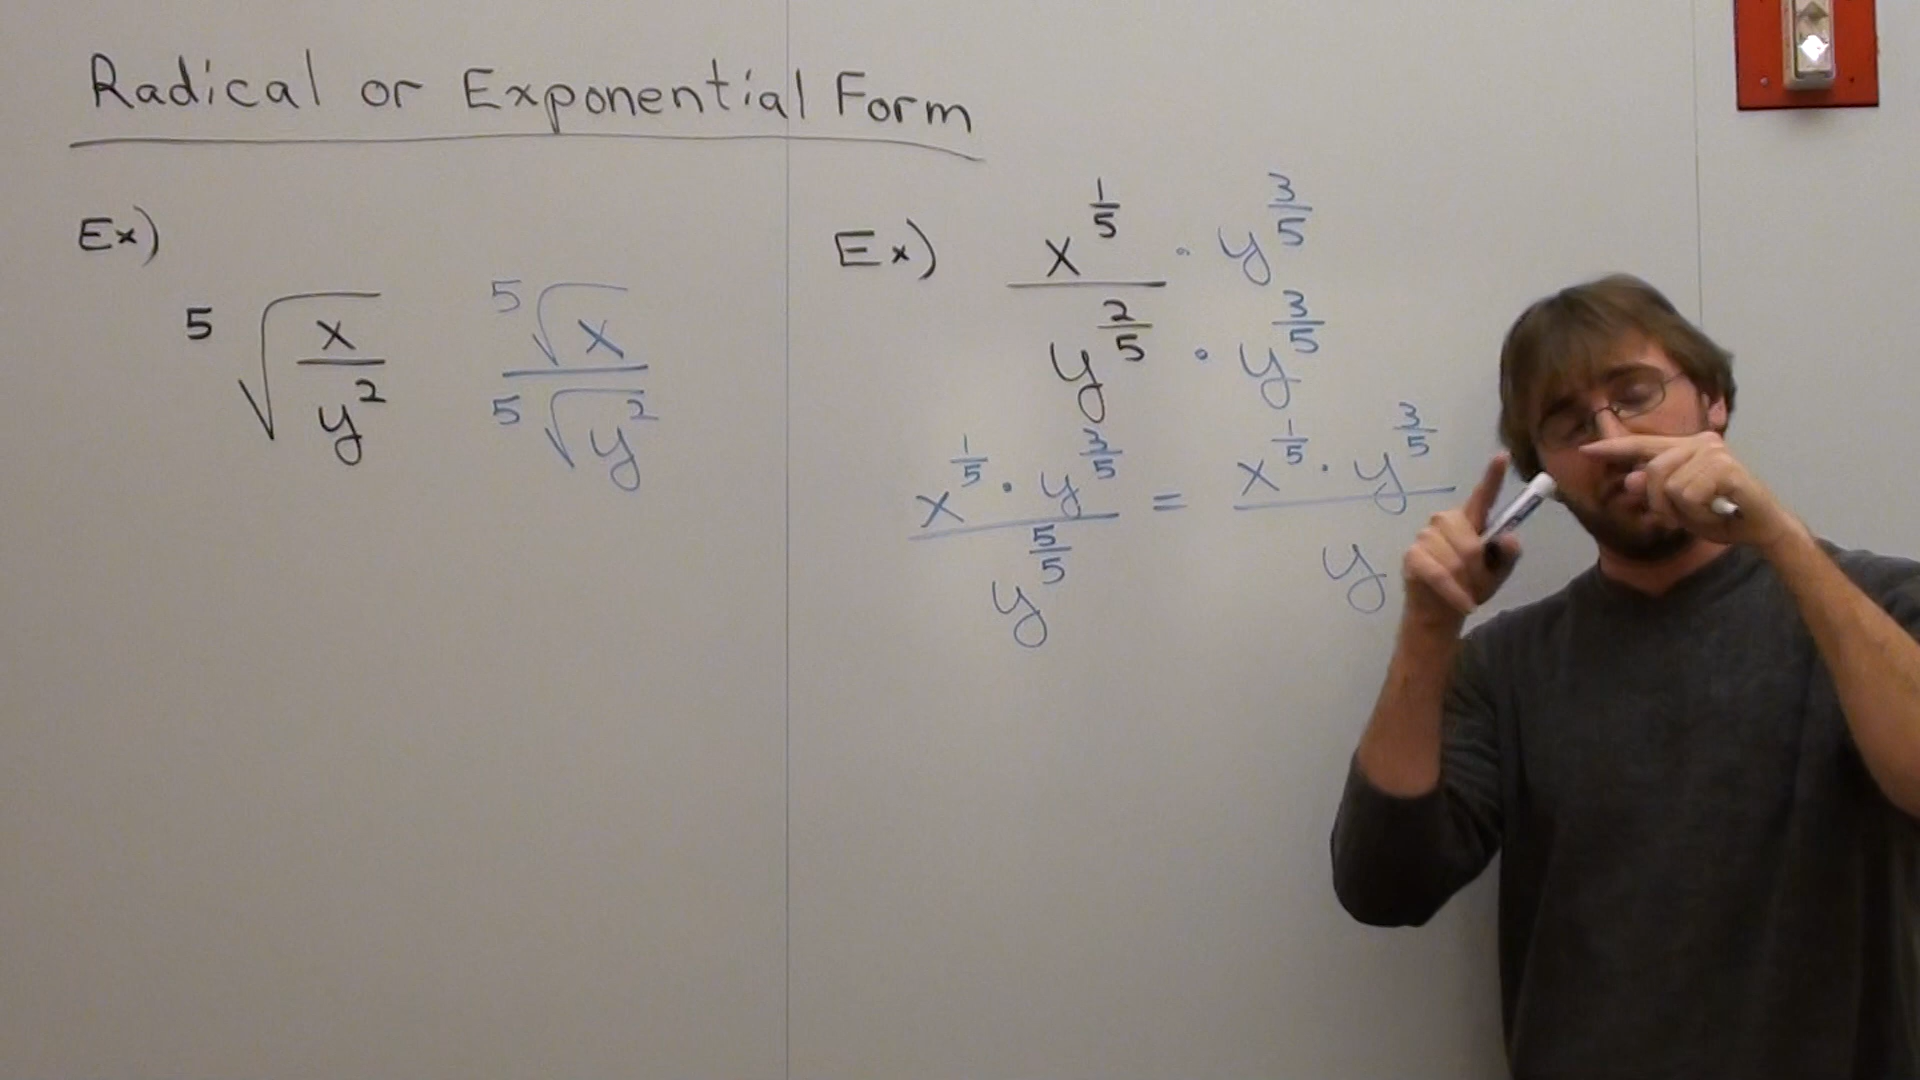 Radical or Exponential Form
Ex)
⁵√(x/y²) ⁵√x/⁵√y²
Ex) x^(1/5) · y^(3/5)
y^(2/5) · y^(3/5)
x^(1/5) · y^(3/5) / y^(5/5) = x^(1/5) · y^(3/5) / y